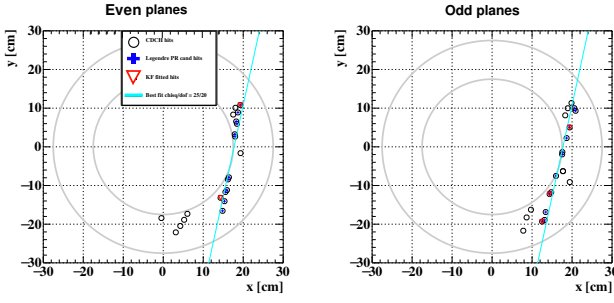 Even planes
Odd planes
y [cm]
30
20
10
0
−10
−20
−30
−30 −20 −10 0 10 20 30
x [cm]
CDCH hits
Legendre PR cand hits
KF fitted hits
Best fit chisq/dof = 25/20
y [cm]
30
20
10
0
−10
−20
−30
−30 −20 −10 0 10 20 30
x [cm]